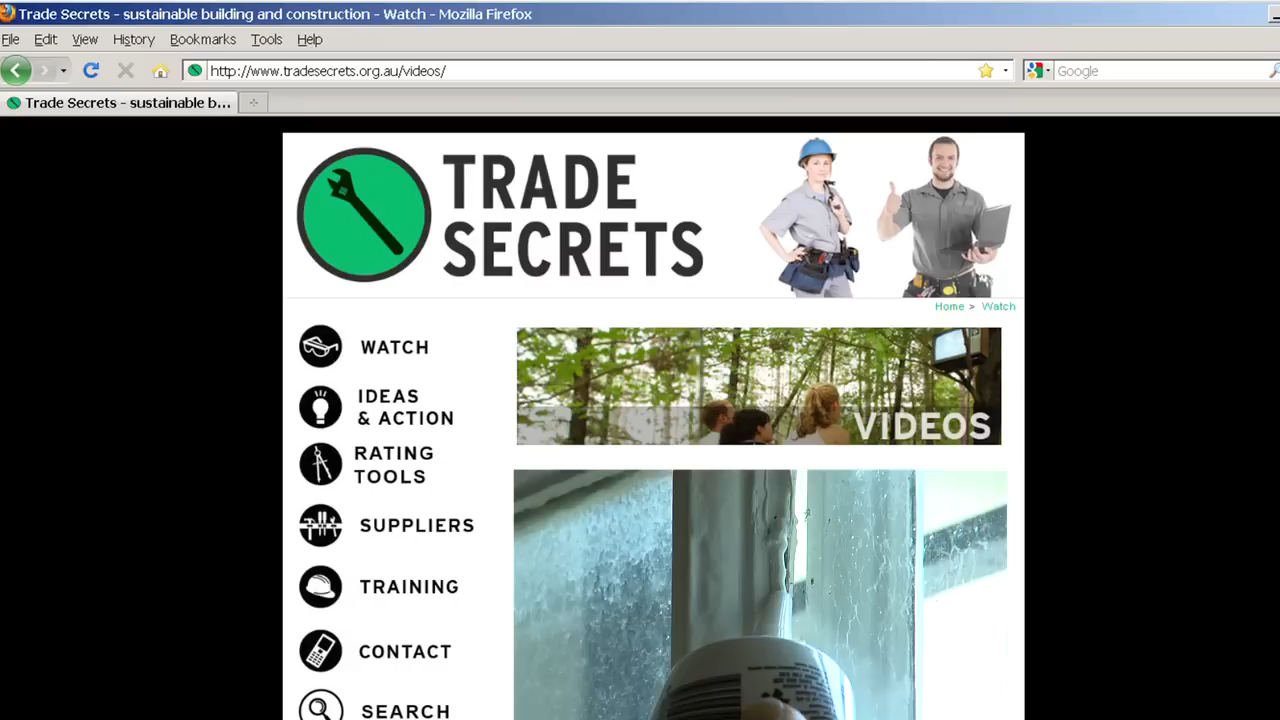 Trade Secrets - sustainable building and construction - Watch - Mozilla Firefox
File Edit View History Bookmarks Tools Help
http://www.tradesecrets.org.au/videos/
Google
Trade Secrets - sustainable b...
TRADE
SECRETS
Home > Watch
WATCH
IDEAS
& ACTION
RATING
TOOLS
SUPPLIERS
TRAINING
CONTACT
SEARCH
VIDEOS